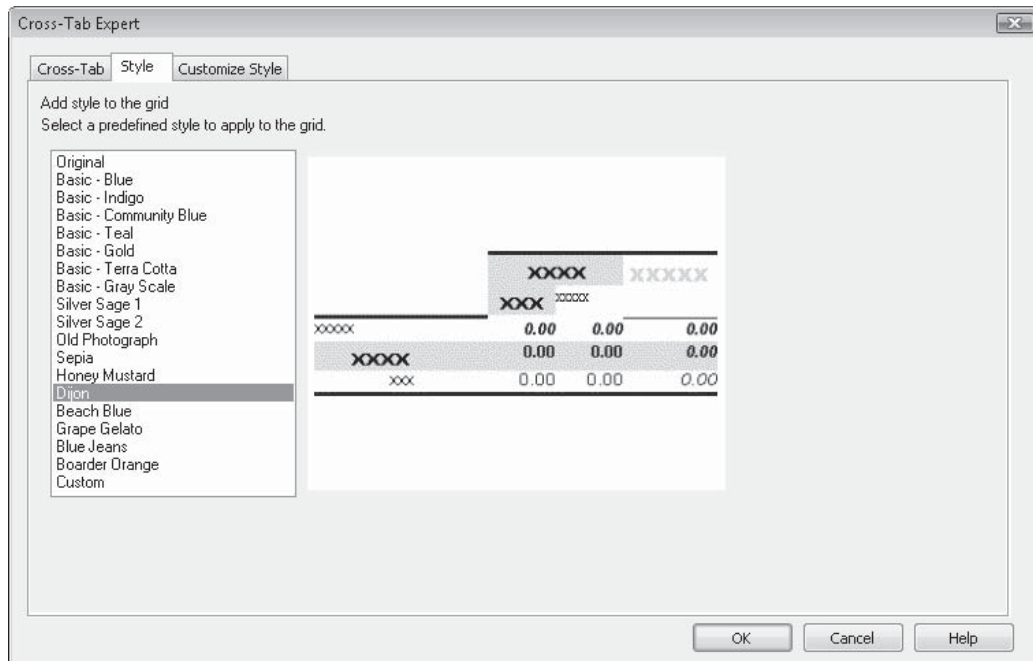 Cross-Tab Expert
Cross-Tab Style Customize Style
Add style to the grid
Select a predefined style to apply to the grid.
Original
Basic - Blue
Basic - Indigo
Basic - Community Blue
Basic - Teal
Basic - Gold
Basic - Terra Cotta
Basic - Gray Scale
Silver Sage 1
Silver Sage 2
Old Photograph
Sepia
Honey Mustard
Dijon
Beach Blue
Grape Gelato
Blue Jeans
Boarder Orange
Custom
XXXX XXXXX
XXX XXXXX
XXXXX 0.00 0.00 0.00
XXXX 0.00 0.00 0.00
XXX 0.00 0.00 0.00
OK Cancel Help